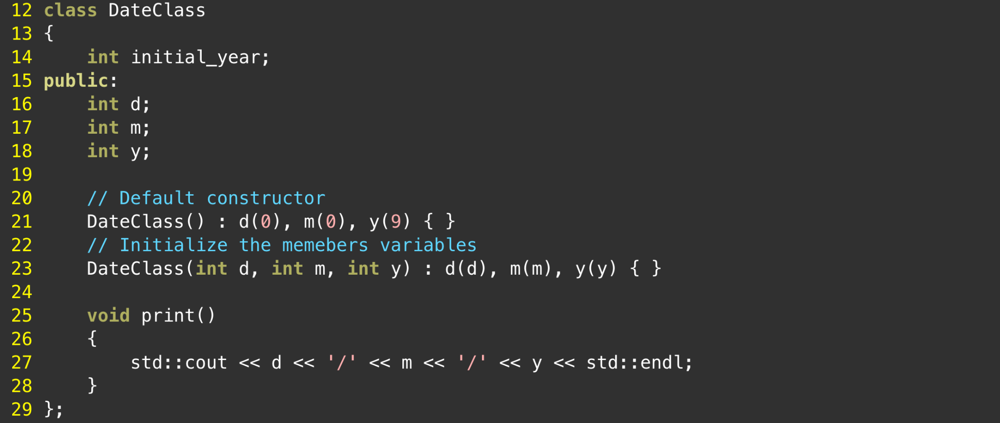 12 class DateClass
13 {
14     int initial_year;
15 public:
16     int d;
17     int m;
18     int y;
19
20     // Default constructor
21     DateClass() : d(0), m(0), y(9) { }
22     // Initialize the memebers variables
23     DateClass(int d, int m, int y) : d(d), m(m), y(y) { }
24
25     void print()
26     {
27         std::cout << d << '/' << m << '/' << y << std::endl;
28     }
29 };